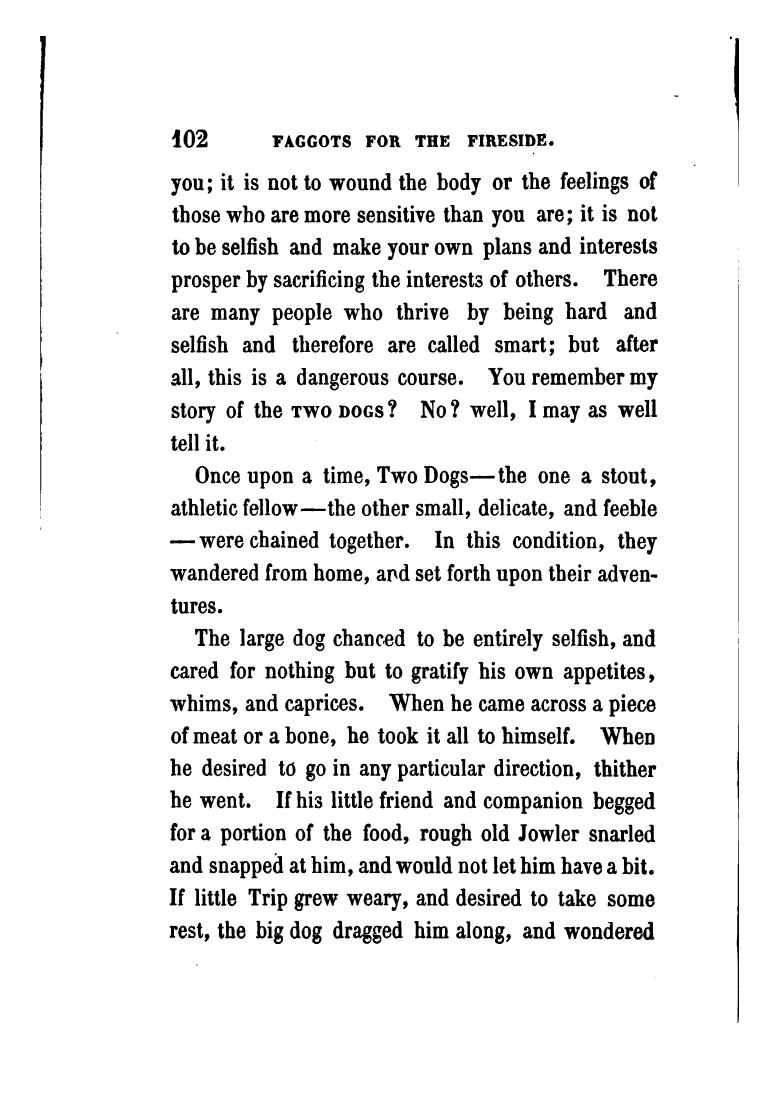 102 FAGGOTS FOR THE FIRESIDE.
you; it is not to wound the body or the feelings of
those who are more sensitive than you are; it is not
to be selfish and make your own plans and interests
prosper by sacrificing the interests of others. There
are many people who thrive by being hard and
selfish and therefore are called smart; but after
all, this is a dangerous course. You remember my
story of the TWO DOGS? No? well, I may as well
tell it.
Once upon a time, Two Dogs—the one a stout,
athletic fellow—the other small, delicate, and feeble
—were chained together. In this condition, they
wandered from home, and set forth upon their adven-
tures.
The large dog chanced to be entirely selfish, and
cared for nothing but to gratify his own appetites,
whims, and caprices. When he came across a piece
of meat or a bone, he took it all to himself. When
he desired to go in any particular direction, thither
he went. If his little friend and companion begged
for a portion of the food, rough old Jowler snarled
and snapped at him, and would not let him have a bit.
If little Trip grew weary, and desired to take some
rest, the big dog dragged him along, and wondered